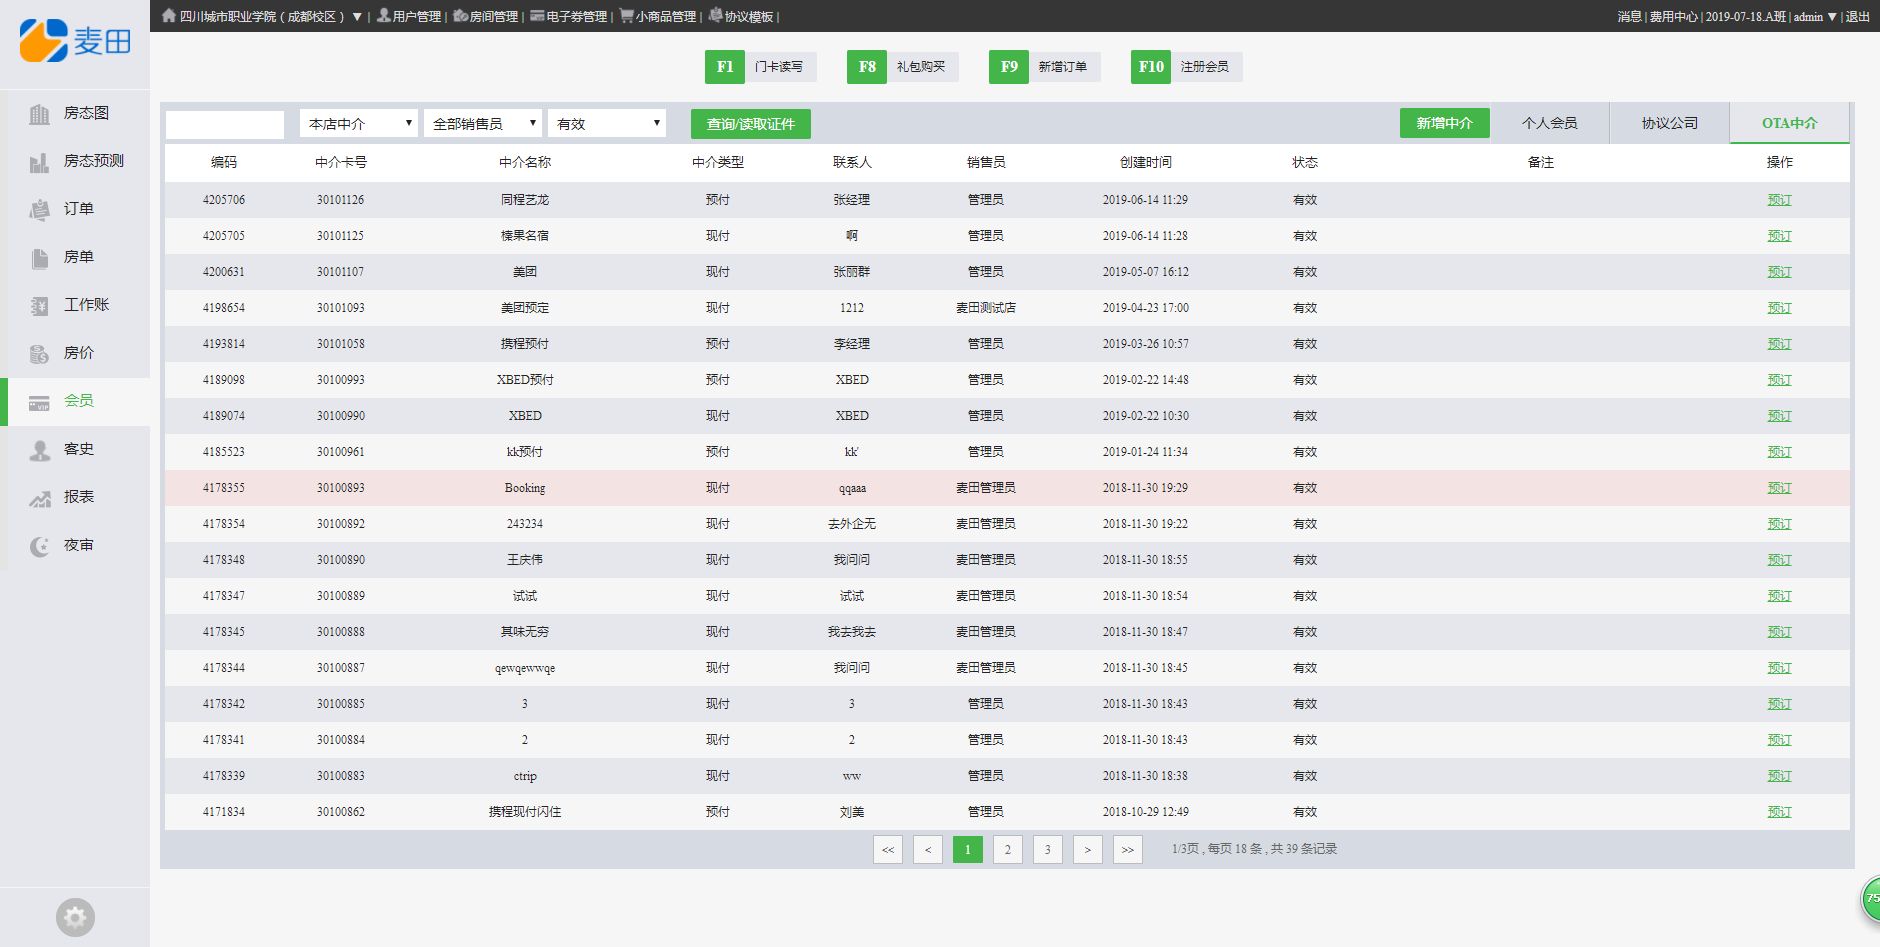 四川城市职业学院（成都校区） ▼ | 用户管理 | 房间管理 | 电子券管理 | 小商品管理 | 协议模板 |
消息 | 费用中心 | 2019-07-18.A班 | admin ▼ | 退出
麦田
F1 门卡读写 F8 礼包购买 F9 新增订单 F10 注册会员
房态图
房态预测
订单
房单
工作账
房价
会员
客史
报表
夜审
本店中介 ▼ 全部销售员 ▼ 有效 ▼ 查询/读取证件 新增中介 个人会员 协议公司 OTA中介
编码 中介卡号 中介名称 中介类型 联系人 销售员 创建时间 状态 备注 操作
4205706 30101126 同程艺龙 预付 张经理 管理员 2019-06-14 11:29 有效 预订
4205705 30101125 榛果名宿 现付 啊 管理员 2019-06-14 11:28 有效 预订
4200631 30101107 美团 现付 张丽群 管理员 2019-05-07 16:12 有效 预订
4198654 30101093 美团预定 现付 1212 麦田测试店 2019-04-23 17:00 有效 预订
4193814 30101058 携程预付 预付 李经理 管理员 2019-03-26 10:57 有效 预订
4189098 30100993 XBED预付 预付 XBED 管理员 2019-02-22 14:48 有效 预订
4189074 30100990 XBED 现付 XBED 管理员 2019-02-22 10:30 有效 预订
4185523 30100961 kk预付 预付 kk' 管理员 2019-01-24 11:34 有效 预订
4178355 30100893 Booking 现付 qqaaa 麦田管理员 2018-11-30 19:29 有效 预订
4178354 30100892 243234 现付 去外企无 麦田管理员 2018-11-30 19:22 有效 预订
4178348 30100890 王庆伟 现付 我问问 麦田管理员 2018-11-30 18:55 有效 预订
4178347 30100889 试试 现付 试试 麦田管理员 2018-11-30 18:54 有效 预订
4178345 30100888 其味无穷 现付 我去我去 麦田管理员 2018-11-30 18:47 有效 预订
4178344 30100887 qewqewwqe 现付 我问问 麦田管理员 2018-11-30 18:45 有效 预订
4178342 30100885 3 现付 3 管理员 2018-11-30 18:43 有效 预订
4178341 30100884 2 现付 2 管理员 2018-11-30 18:43 有效 预订
4178339 30100883 ctrip 现付 ww 管理员 2018-11-30 18:38 有效 预订
4171834 30100862 携程现付闪住 预付 刘美 管理员 2018-10-29 12:49 有效 预订
<< < 1 2 3 > >> 1/3页 , 每页 18 条 , 共 39 条记录
75